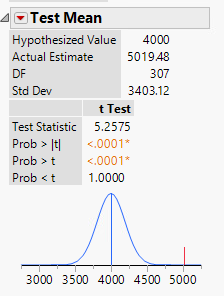 Test Mean
Hypothesized Value 4000
Actual Estimate 5019.48
DF 307
Std Dev 3403.12
t Test
Test Statistic 5.2575
Prob > |t| <.0001*
Prob > t <.0001*
Prob < t 1.0000
3000 3500 4000 4500 5000